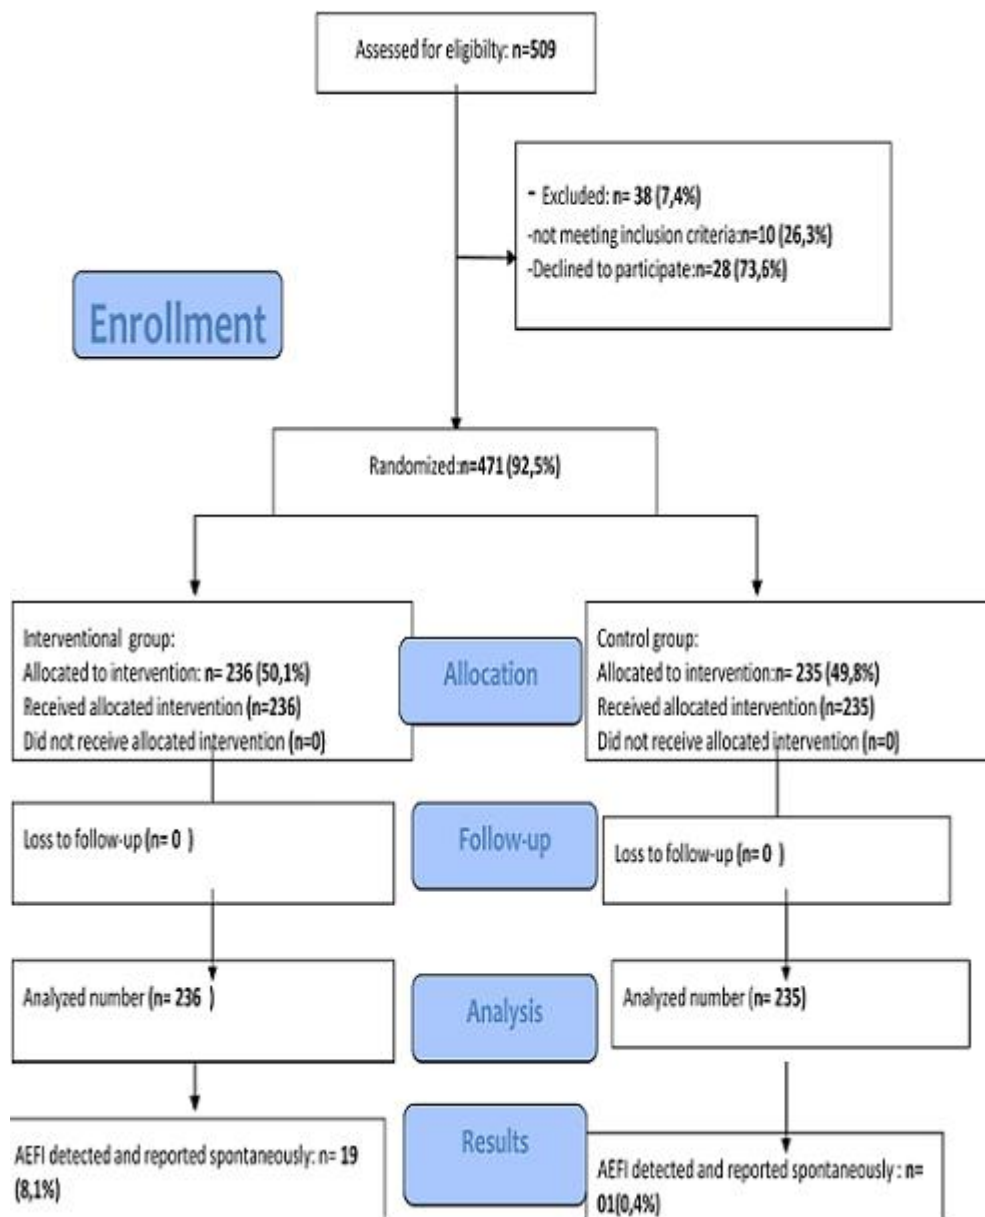 Assessed for eligibilty: n=509
- Excluded: n= 38 (7,4%)
-not meeting inclusion criteria:n=10 (26,3%)
-Declined to participate:n=28 (73,6%)
Enrollment
Randomized:n=471 (92,5%)
Interventional group:
Allocated to intervention: n= 236 (50,1%)
Received allocated intervention (n=236)
Did not receive allocated intervention (n=0)
Allocation
Control group:
Allocated to intervention:n= 235 (49,8%)
Received allocated intervention (n=235)
Did not receive allocated intervention (n=0)
Loss to follow-up (n= 0 )
Follow-up
Loss to follow-up (n= 0 )
Analyzed number (n= 236 )
Analysis
Analyzed number (n= 235)
AEFI detected and reported spontaneously: n= 19
(8,1%)
Results
AEFI detected and reported spontaneously : n=
01(0,4%)